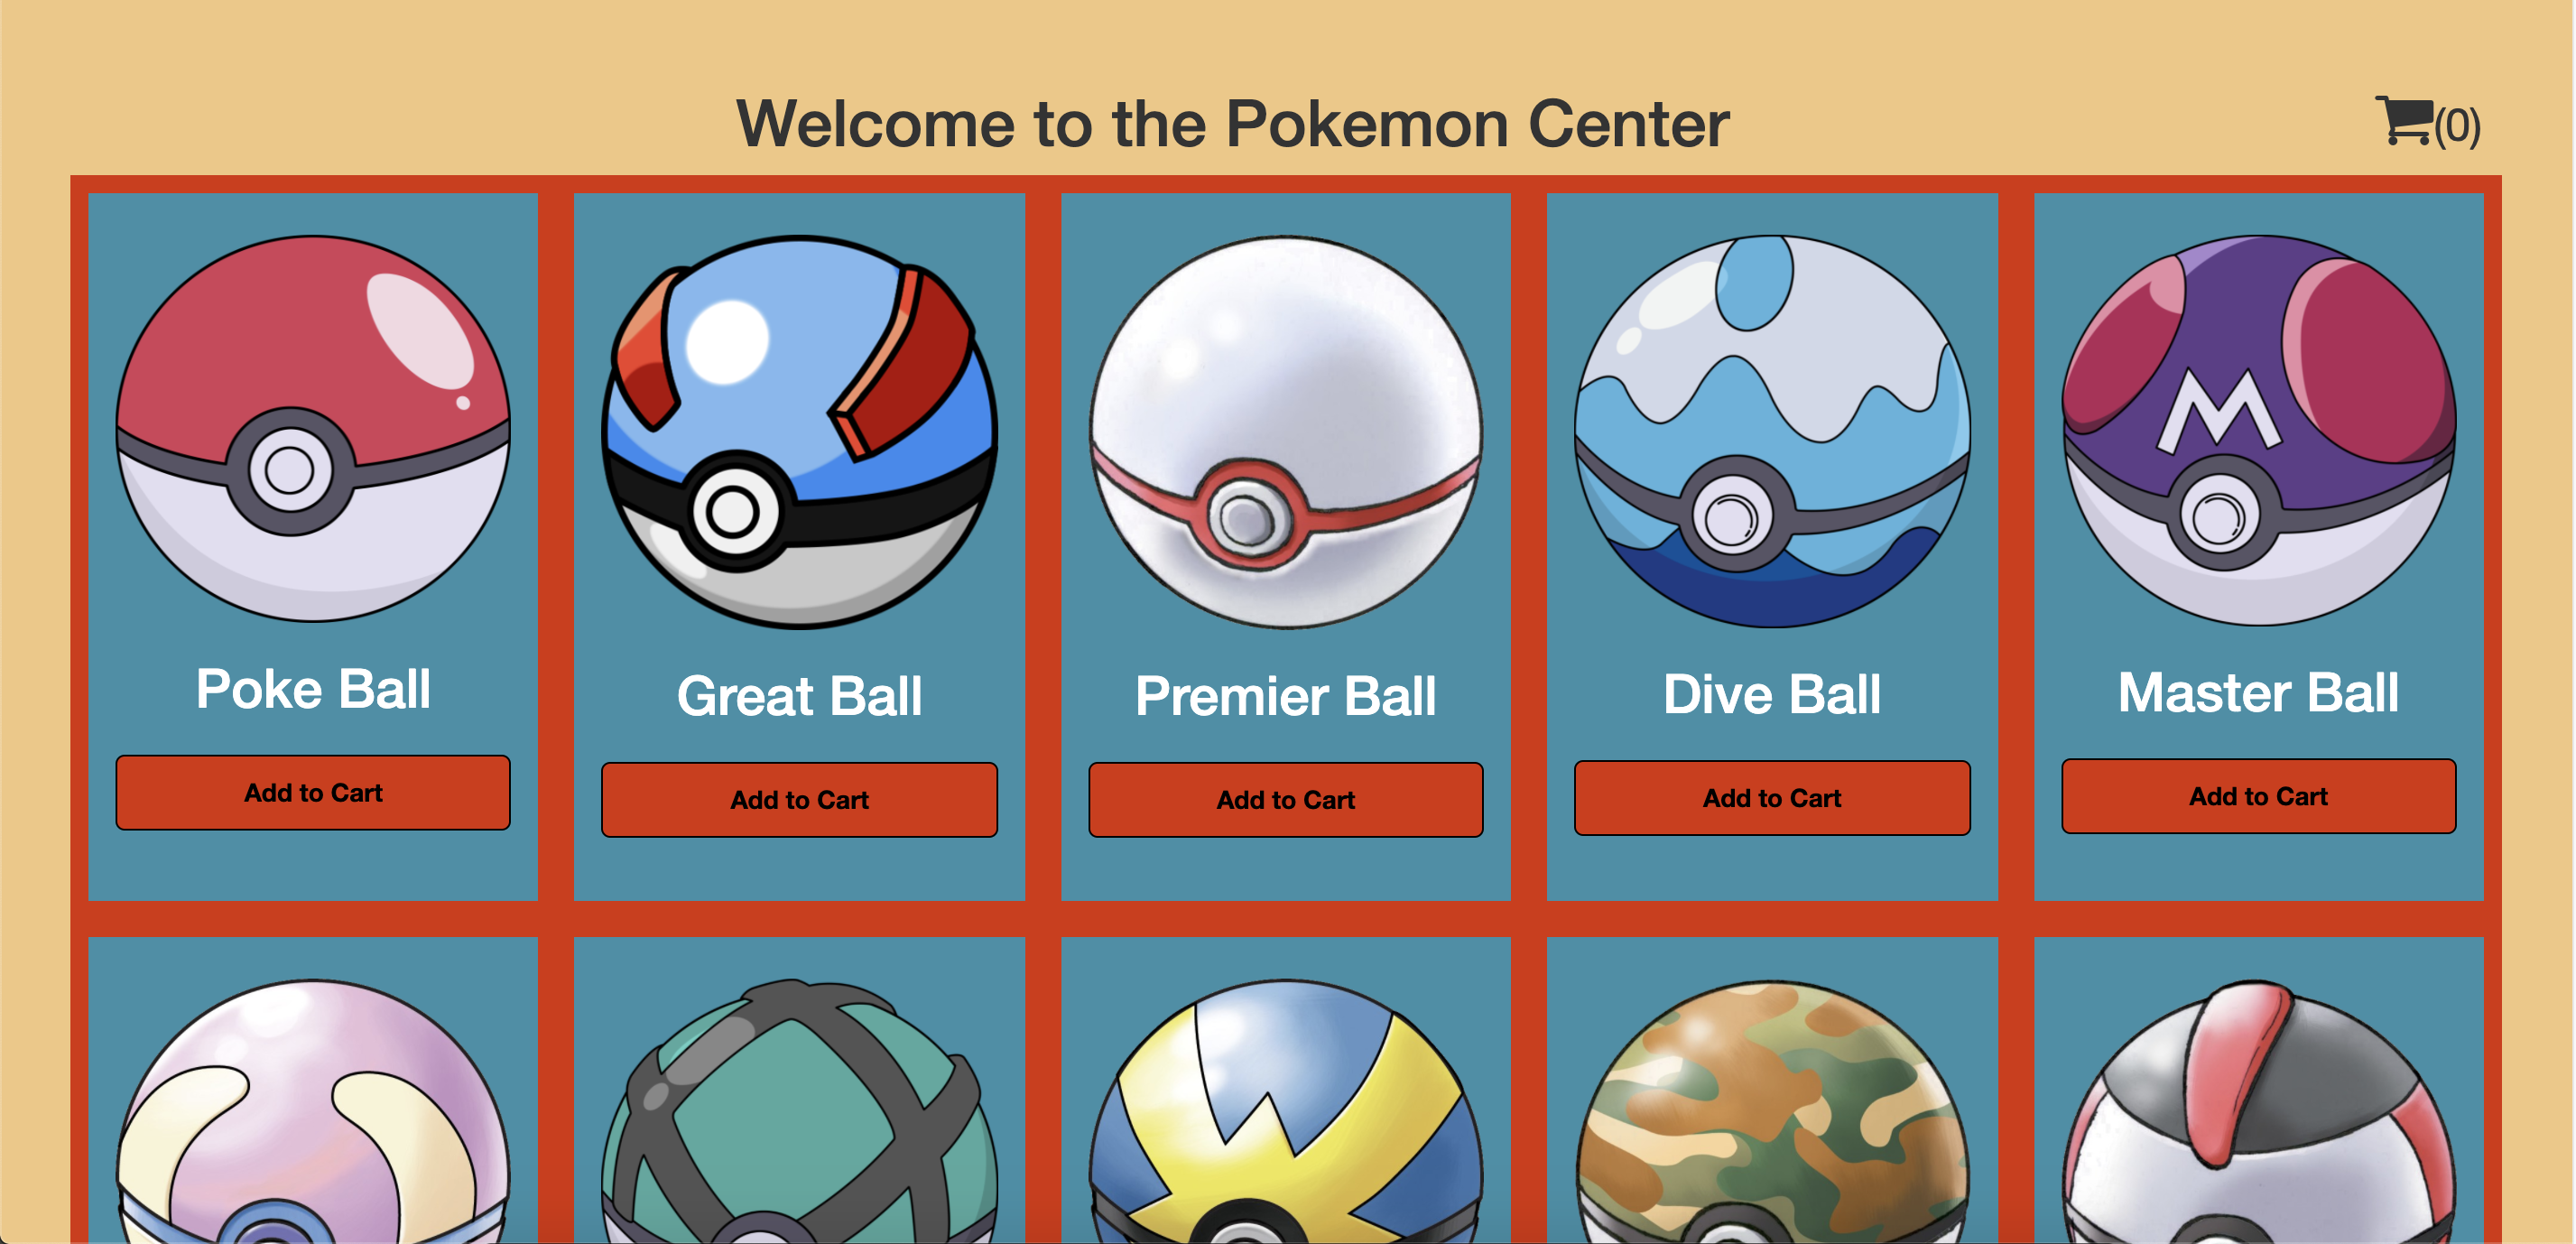 Welcome to the Pokemon Center
(0)
M
Poke Ball
Great Ball
Premier Ball
Dive Ball
Master Ball
Add to Cart
Add to Cart
Add to Cart
Add to Cart
Add to Cart